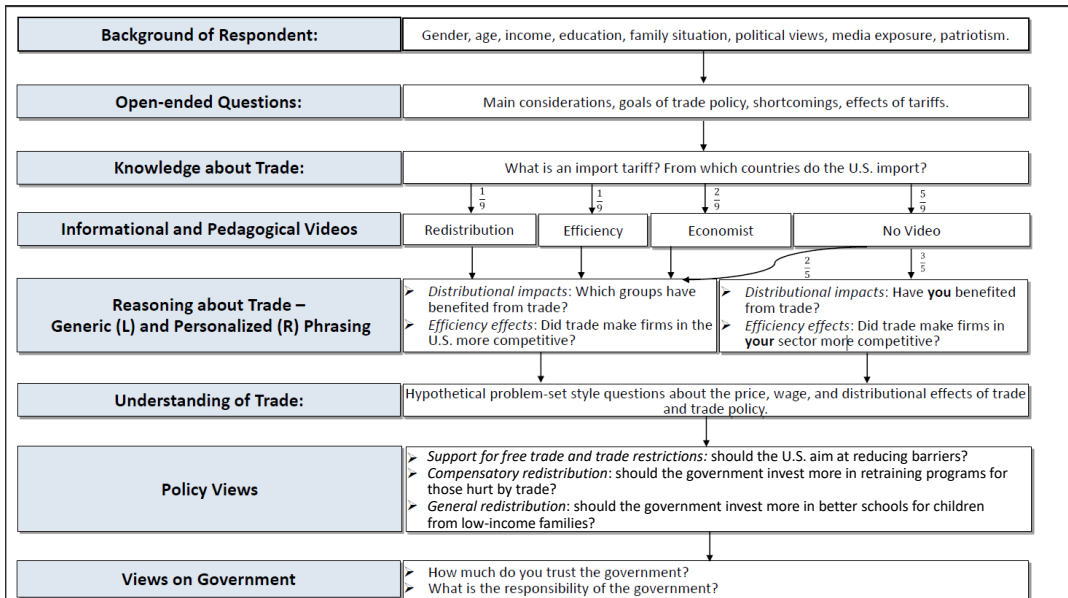 Background of Respondent:
Gender, age, income, education, family situation, political views, media exposure, patriotism.
Open-ended Questions:
Main considerations, goals of trade policy, shortcomings, effects of tariffs.
Knowledge about Trade:
What is an import tariff? From which countries do the U.S. import?
1/9
1/9
2/9
5/9
Informational and Pedagogical Videos
Redistribution
Efficiency
Economist
No Video
2/5
3/5
Reasoning about Trade –
Generic (L) and Personalized (R) Phrasing
➢ Distributional impacts: Which groups have
benefited from trade?
➢ Efficiency effects: Did trade make firms in the
U.S. more competitive?
➢ Distributional impacts: Have you benefited
from trade?
➢ Efficiency effects: Did trade make firms in
your sector more competitive?
Understanding of Trade:
Hypothetical problem-set style questions about the price, wage, and distributional effects of trade
and trade policy.
Policy Views
➢ Support for free trade and trade restrictions: should the U.S. aim at reducing barriers?
➢ Compensatory redistribution: should the government invest more in retraining programs for
those hurt by trade?
➢ General redistribution: should the government invest more in better schools for children
from low-income families?
Views on Government
➢ How much do you trust the government?
➢ What is the responsibility of the government?